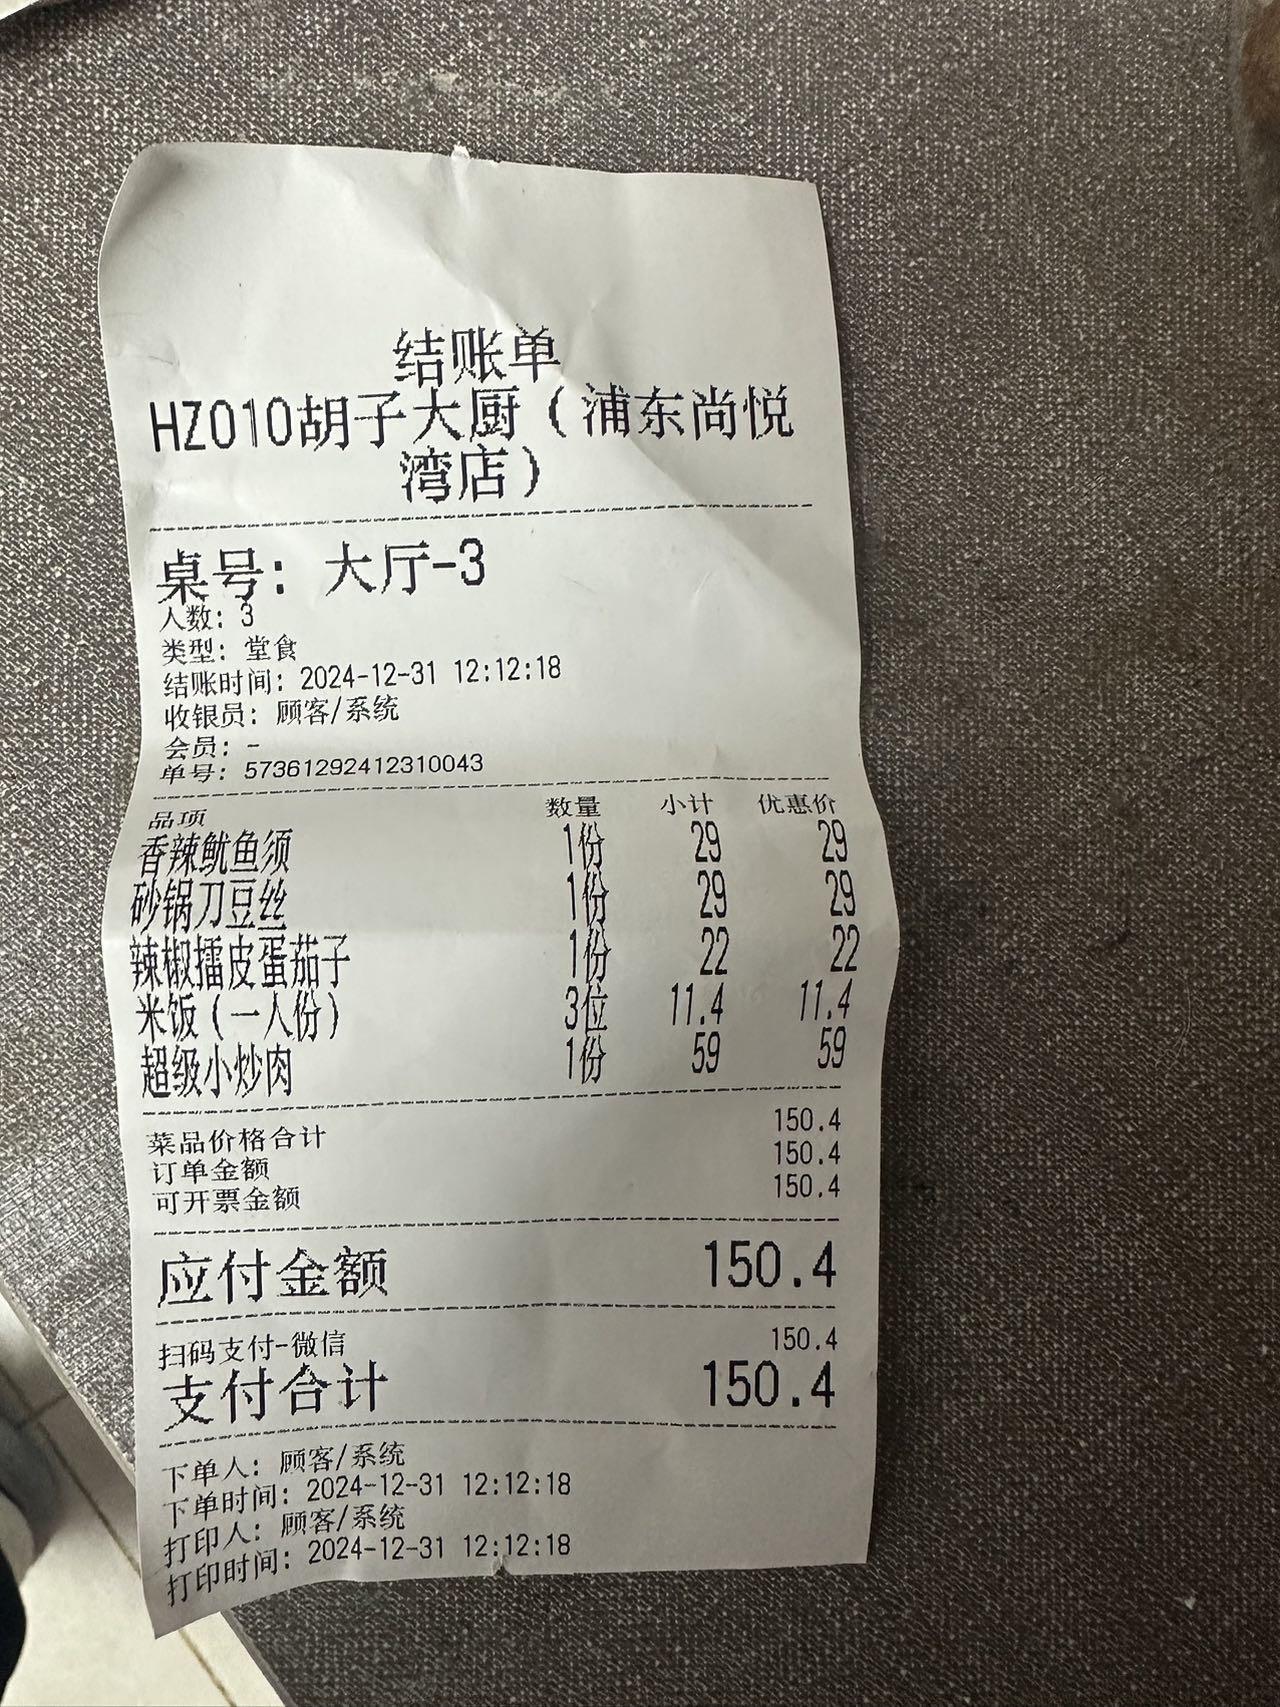 结账单
HZ010胡子大厨（浦东尚悦
湾店）
桌号：大厅-3
人数：3
类型：堂食
结账时间：2024-12-31 12:12:18
收银员：顾客/系统
会员：-
单号：57361292412310043
品项 数量 小计 优惠价
香辣鱿鱼须 1份 29 29
砂锅刀豆丝 1份 29 29
辣椒擂皮蛋茄子 1份 22 22
米饭（一人份） 3位 11.4 11.4
超级小炒肉 1份 59 59
菜品价格合计 150.4
订单金额 150.4
可开票金额 150.4
应付金额 150.4
扫码支付-微信 150.4
支付合计 150.4
下单人：顾客/系统
下单时间：2024-12-31 12:12:18
打印人：顾客/系统
打印时间：2024-12-31 12:12:18